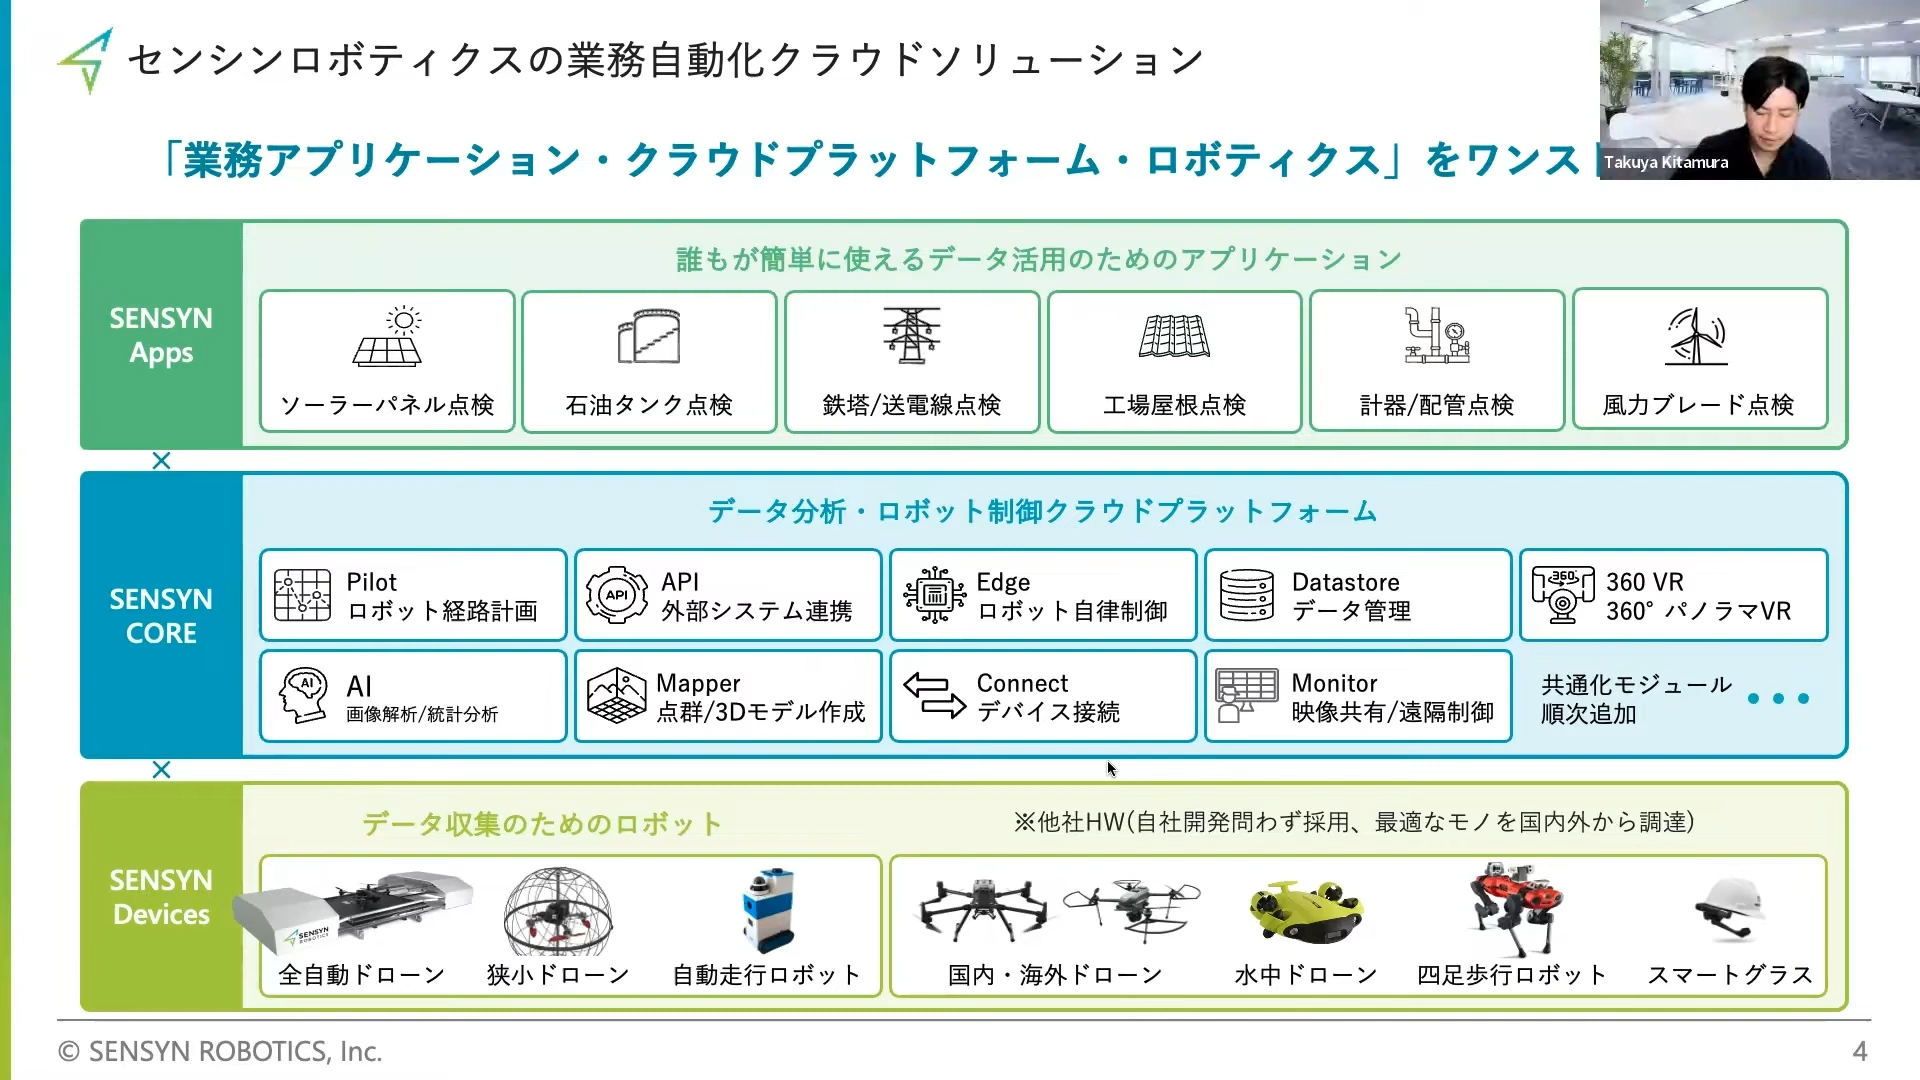 センシンロボティクスの業務自動化クラウドソリューション
「業務アプリケーション・クラウドプラットフォーム・ロボティクス」をワンス
Takuya Kitamura
SENSYN
Apps
誰もが簡単に使えるデータ活用のためのアプリケーション
ソーラーパネル点検
石油タンク点検
鉄塔/送電線点検
工場屋根点検
計器/配管点検
風力ブレード点検
×
SENSYN
CORE
データ分析・ロボット制御クラウドプラットフォーム
Pilot
ロボット経路計画
API
API
外部システム連携
Edge
ロボット自律制御
Datastore
データ管理
360°
360 VR
360° パノラマVR
AI
AI
画像解析/統計分析
Mapper
点群/3Dモデル作成
Connect
デバイス接続
Monitor
映像共有/遠隔制御
共通化モジュール
順次追加
×
SENSYN
Devices
データ収集のためのロボット
※他社HW(自社開発問わず採用、最適なモノを国内外から調達)
SENSYN
ROBOTICS
全自動ドローン
狭小ドローン
自動走行ロボット
国内・海外ドローン
水中ドローン
四足歩行ロボット
スマートグラス
© SENSYN ROBOTICS, Inc.
4